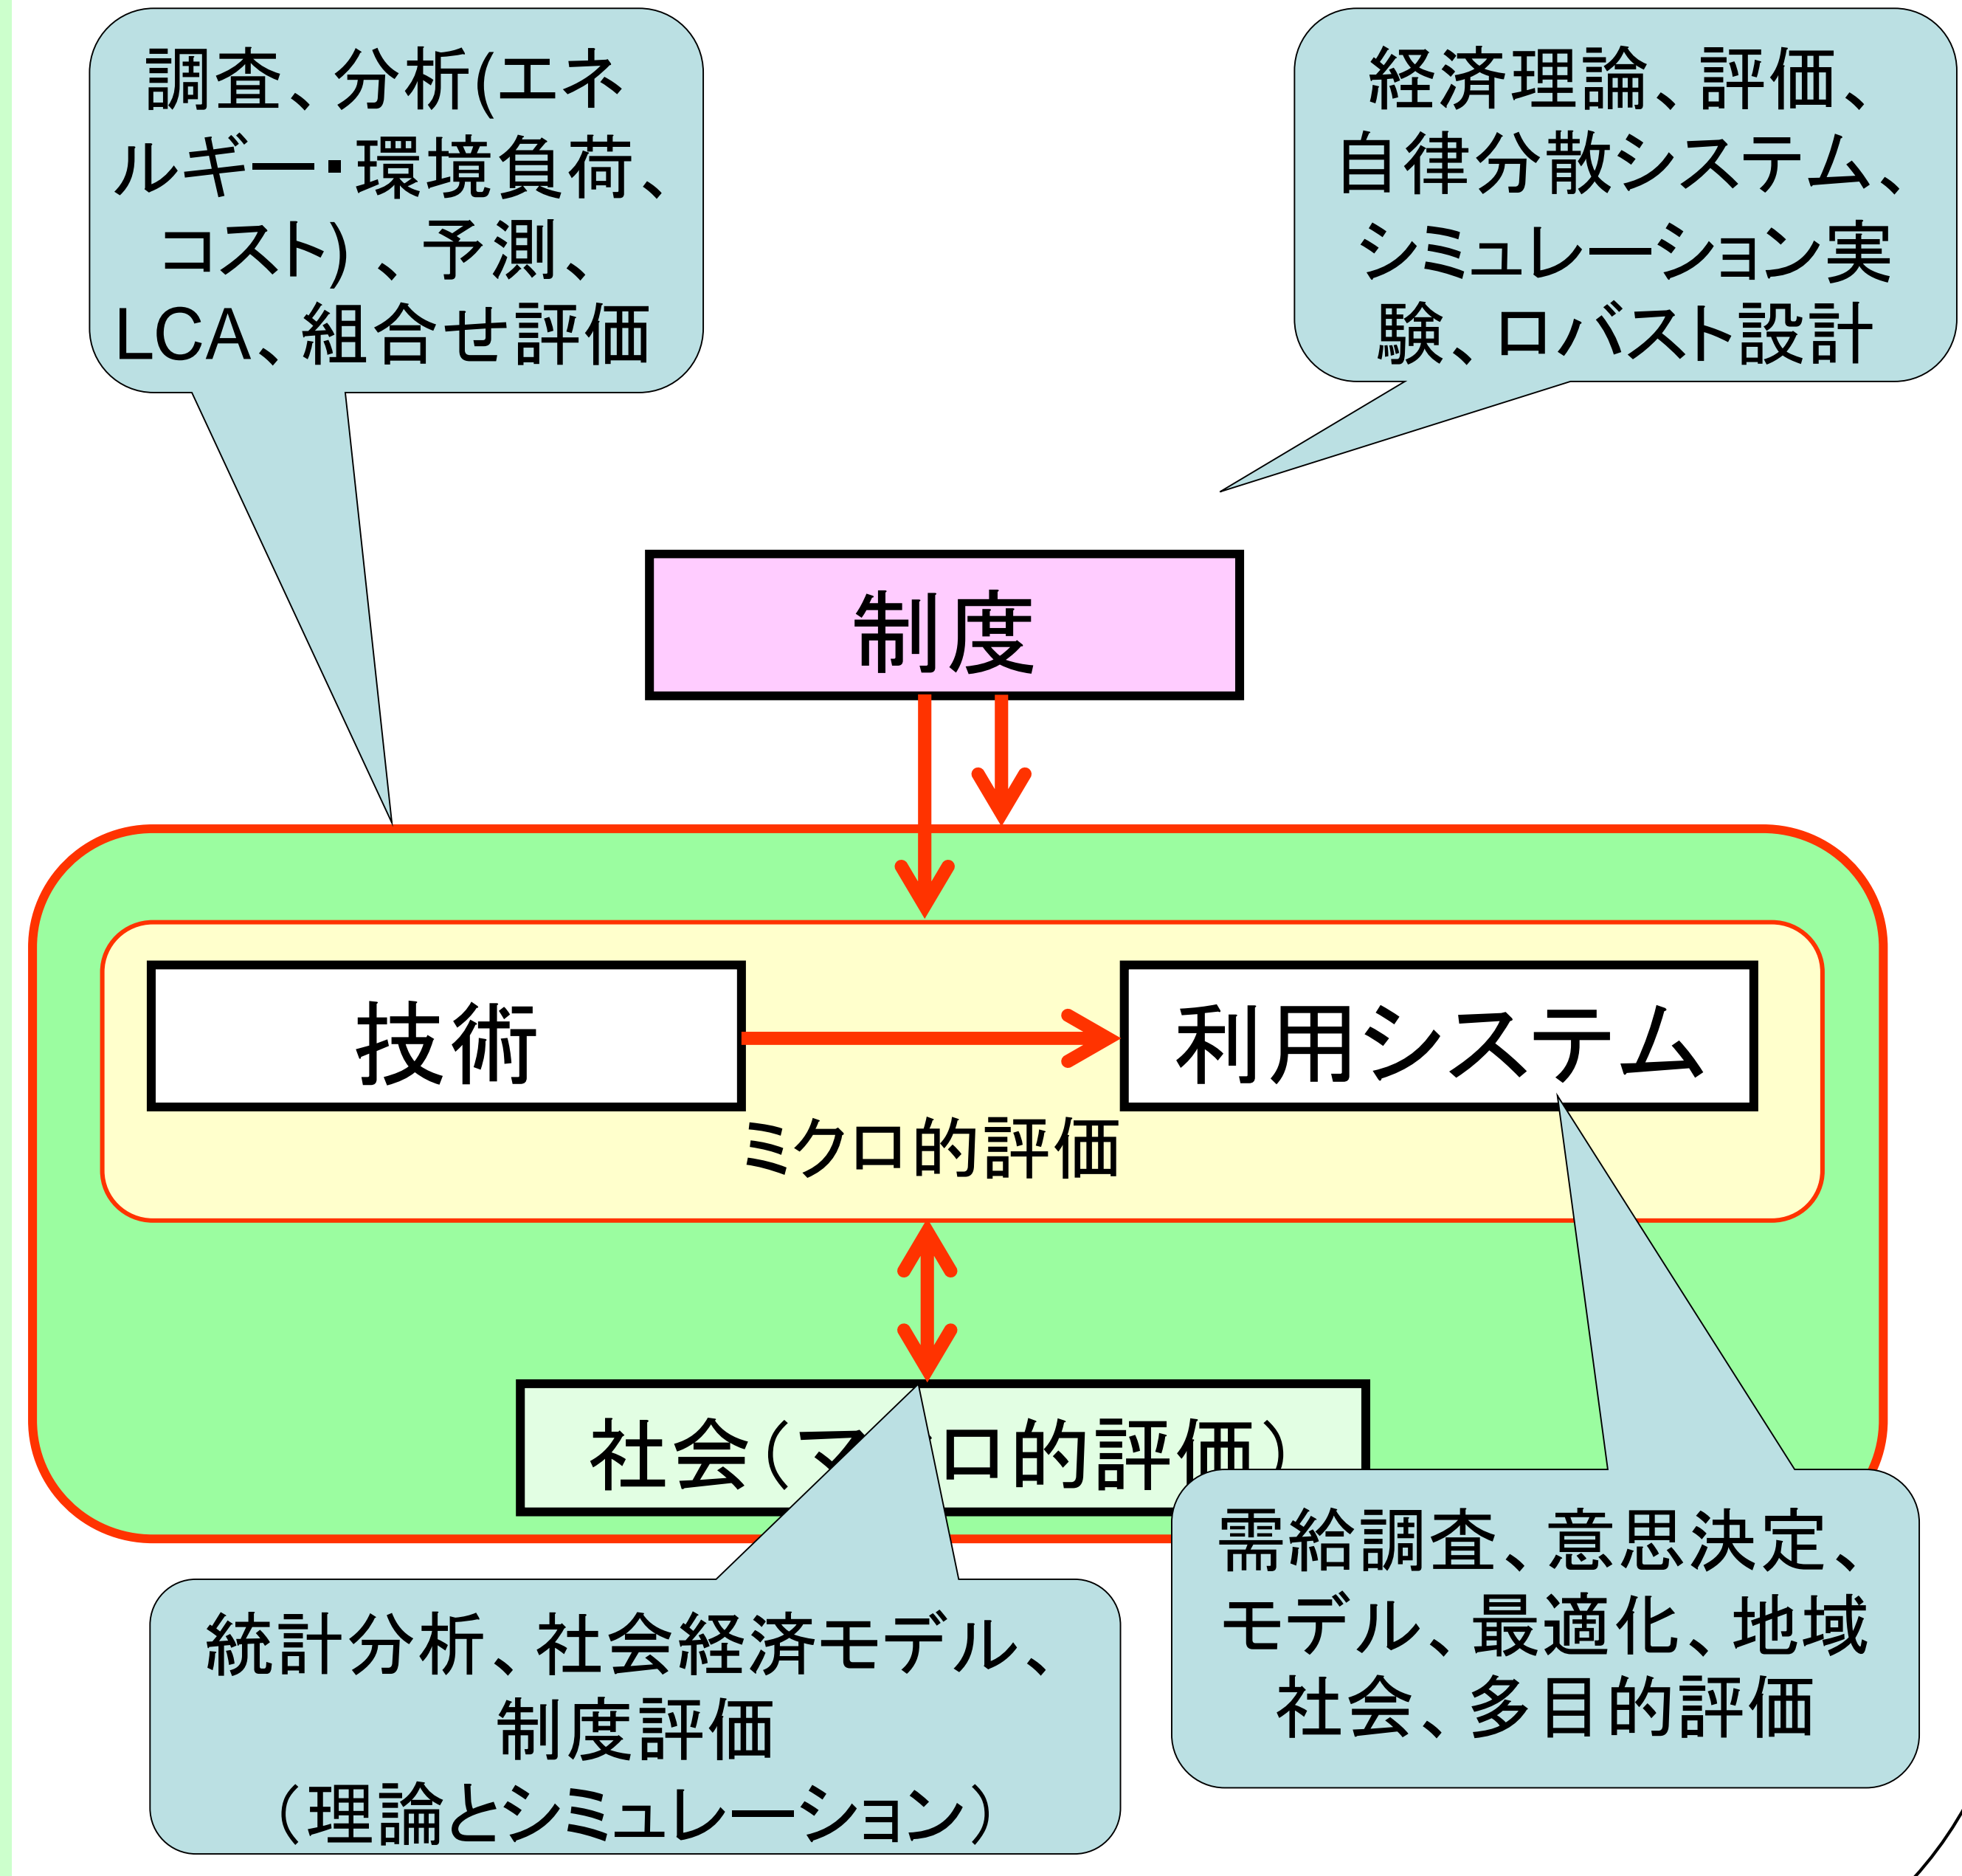 調査、分析(エネ
ルギー・環境負荷、
コスト)、予測、
LCA、組合せ評価
経済理論、評価、
自律分散システム、
シミュレーション実
験、ロバスト設計
制度
技術
利用システム
ミクロ的評価
社会(マクロ的評価)
需給調査、意思決定、
モデル、最適化、地域
社会、多目的評価
統計分析、社会経済モデル、
制度評価
(理論とシミュレーション)